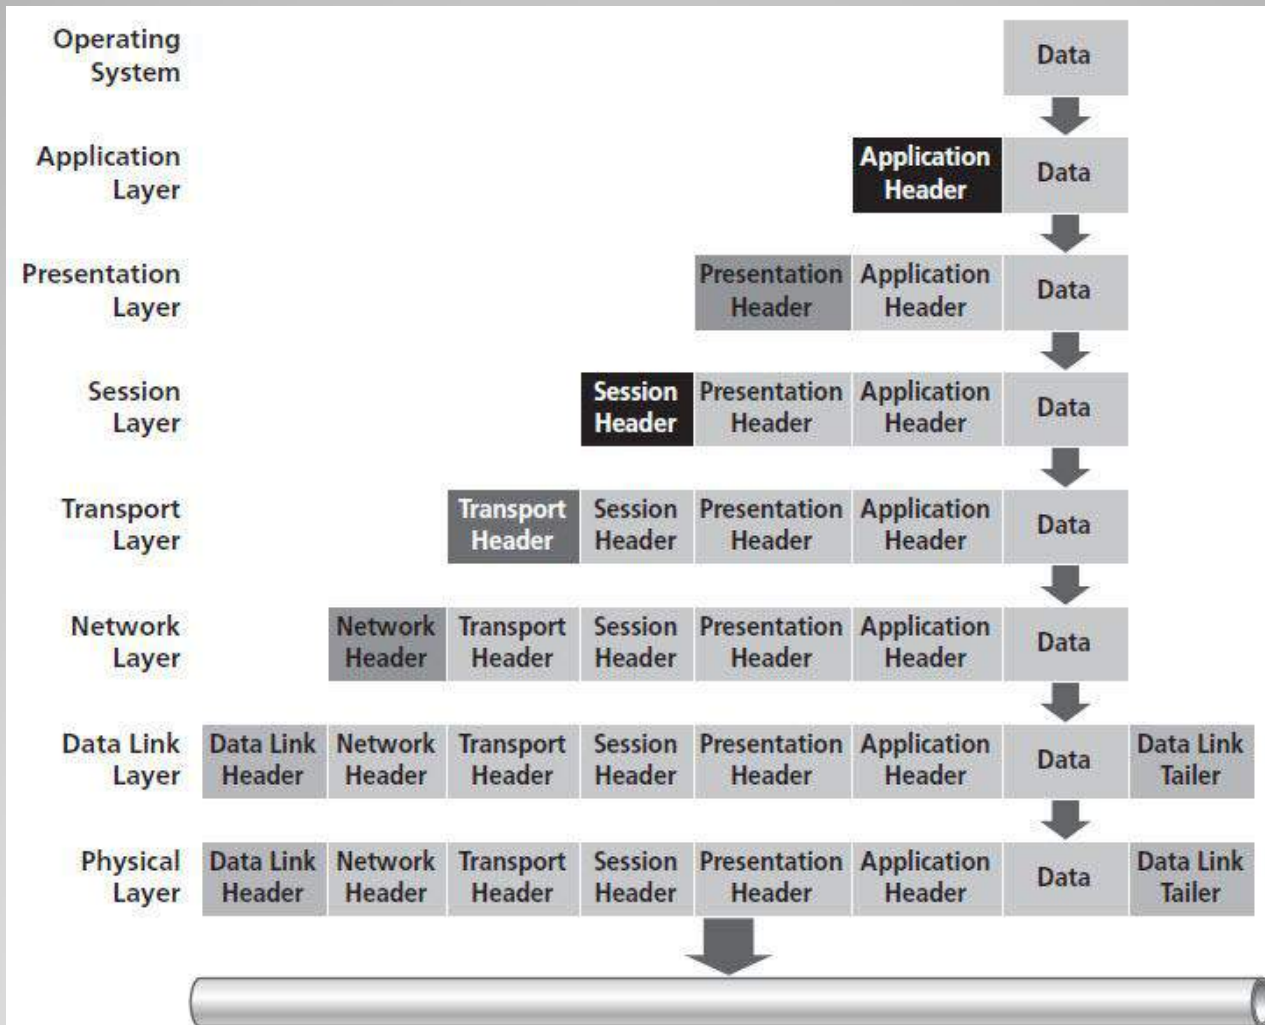 Operating
System
Data
Application
Layer
Application
Header
Data
Presentation
Layer
Presentation
Header
Application
Header
Data
Session
Layer
Session
Header
Presentation
Header
Application
Header
Data
Transport
Layer
Transport
Header
Session
Header
Presentation
Header
Application
Header
Data
Network
Layer
Network
Header
Transport
Header
Session
Header
Presentation
Header
Application
Header
Data
Data Link
Layer
Data Link
Header
Network
Header
Transport
Header
Session
Header
Presentation
Header
Application
Header
Data
Data Link
Tailer
Physical
Layer
Data Link
Header
Network
Header
Transport
Header
Session
Header
Presentation
Header
Application
Header
Data
Data Link
Tailer